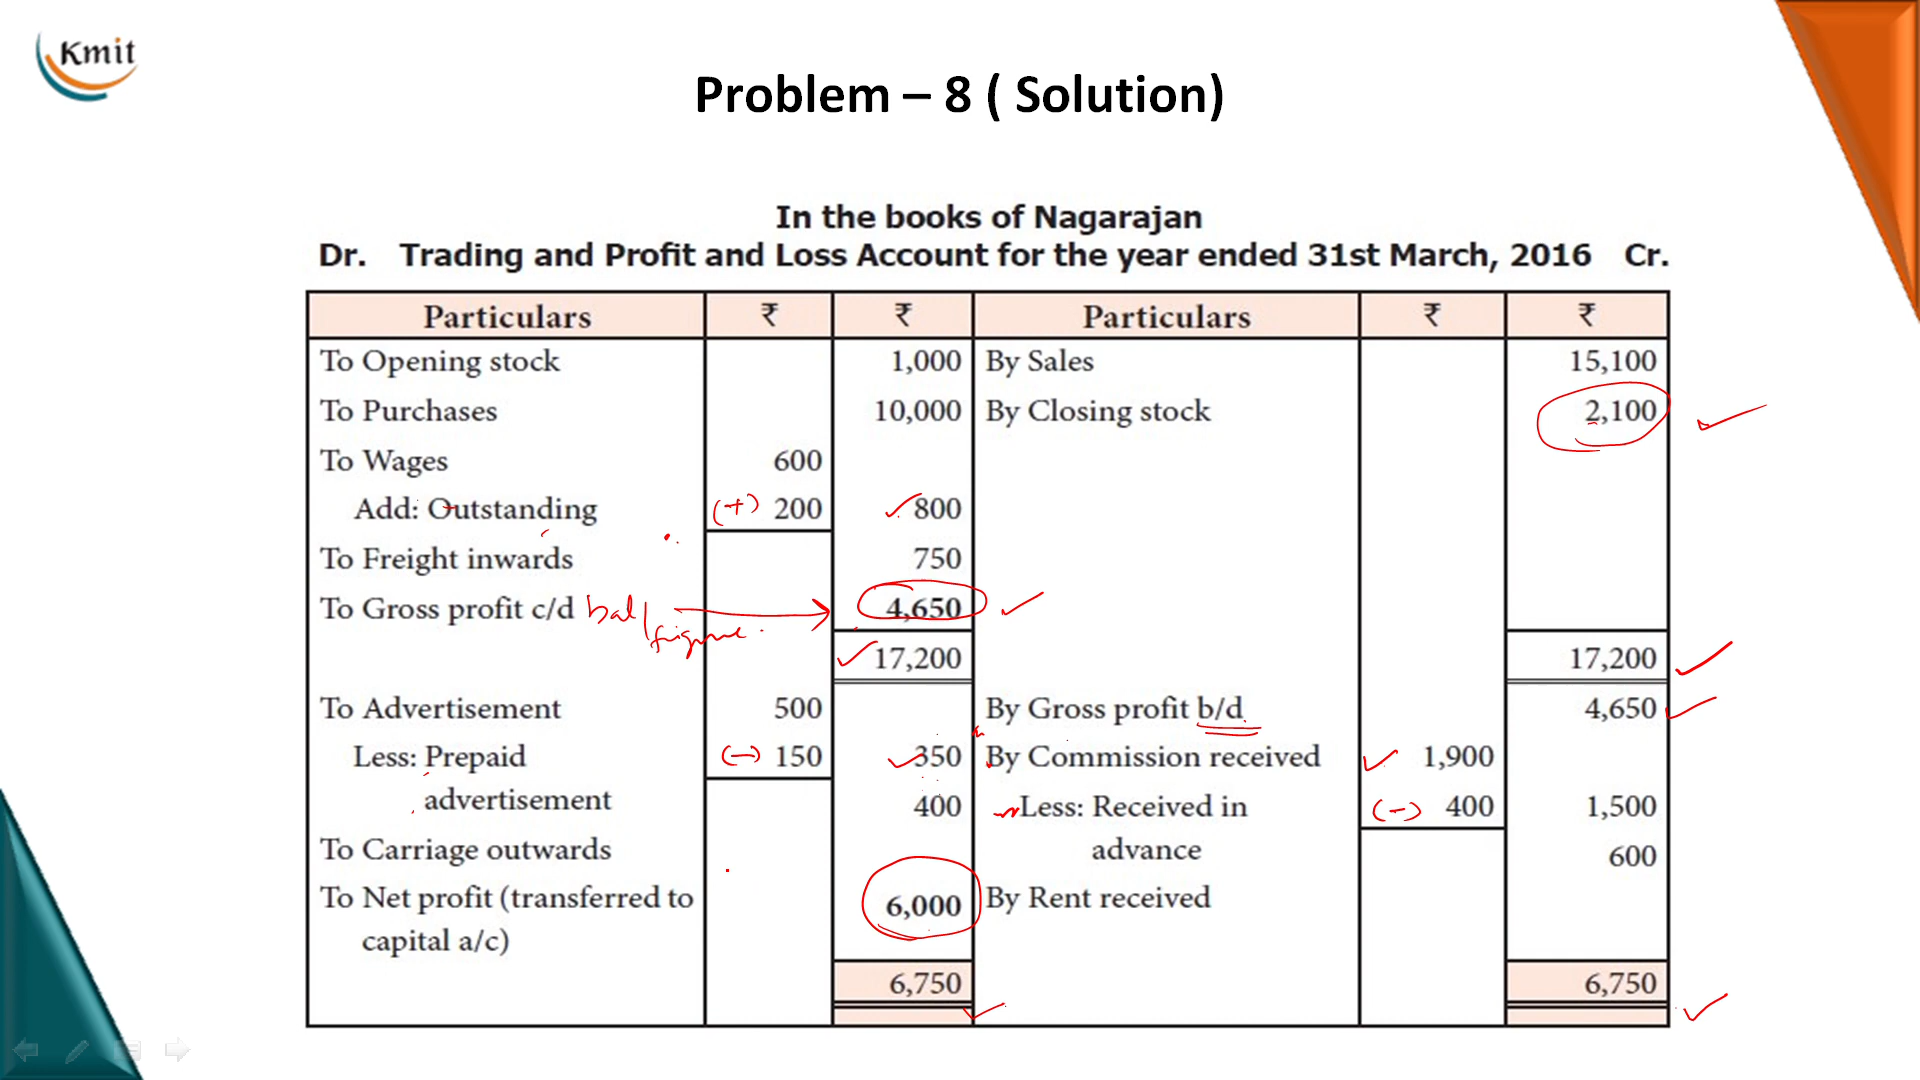 Kmit
Problem – 8 ( Solution)
In the books of Nagarajan
Dr. Trading and Profit and Loss Account for the year ended 31st March, 2016 Cr.
Particulars ₹ ₹ Particulars ₹ ₹
To Opening stock 1,000 By Sales 15,100
To Purchases 10,000 By Closing stock 2,100
To Wages 600
Add: Outstanding (+) 200 800
To Freight inwards 750
To Gross profit c/d bal/ 4,650
figure.
17,200 17,200
To Advertisement 500 By Gross profit b/d 4,650
Less: Prepaid (-) 150 350 By Commission received 1,900
advertisement 400 Less: Received in (-) 400 1,500
To Carriage outwards advance 600
To Net profit (transferred to 6,000 By Rent received
capital a/c)
6,750 6,750